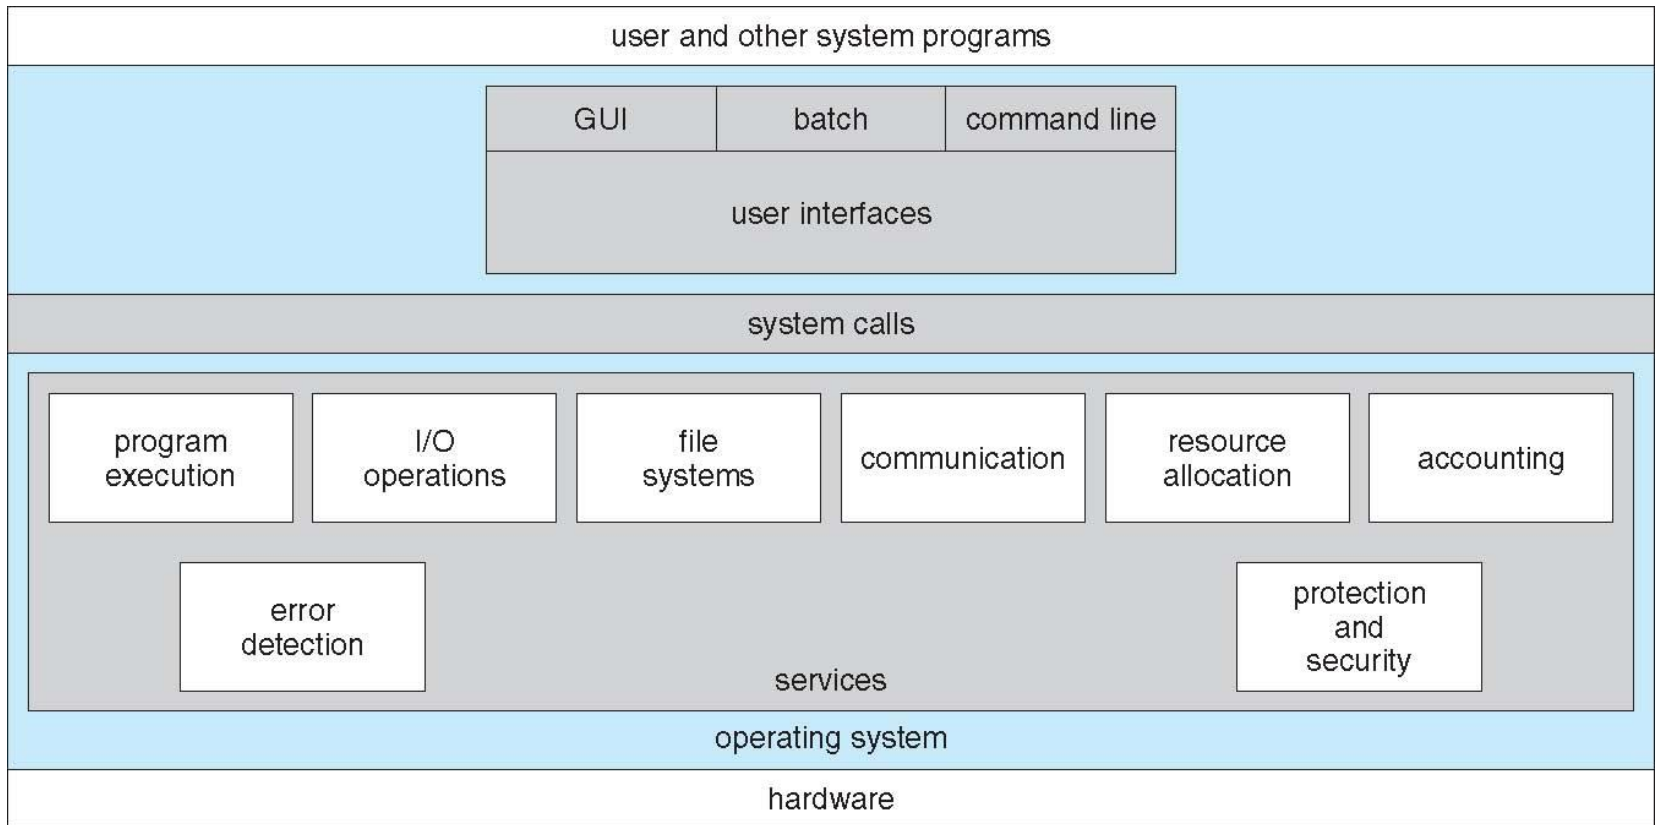 user and other system programs
GUI
batch
command line
user interfaces
system calls
program
execution
I/O
operations
file
systems
communication
resource
allocation
accounting
error
detection
protection
and
security
services
operating system
hardware